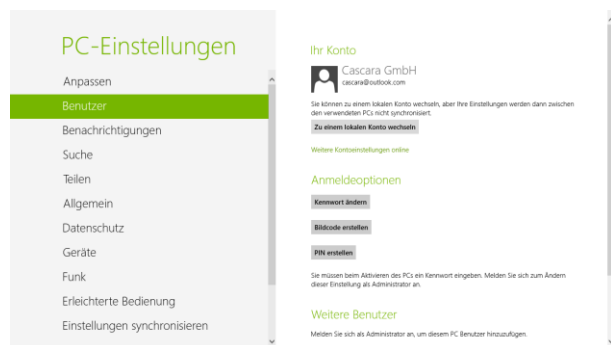 PC-Einstellungen
Anpassen
Benutzer
Benachrichtigungen
Suche
Teilen
Allgemein
Datenschutz
Geräte
Funk
Erleichterte Bedienung
Einstellungen synchronisieren
Ihr Konto
Cascara GmbH
cascara@outlook.com
Sie können zu einem lokalen Konto wechseln, aber Ihre Einstellungen werden dann zwischen
den verwendeten PCs nicht synchronisiert.
Zu einem lokalen Konto wechseln
Weitere Kontoeinstellungen online
Anmeldeoptionen
Kennwort ändern
Bildcode erstellen
PIN erstellen
Sie müssen beim Aktivieren des PCs ein Kennwort eingeben. Melden Sie sich zum Ändern
dieser Einstellung als Administrator an.
Weitere Benutzer
Melden Sie sich als Administrator an, um diesem PC Benutzer hinzuzufügen.